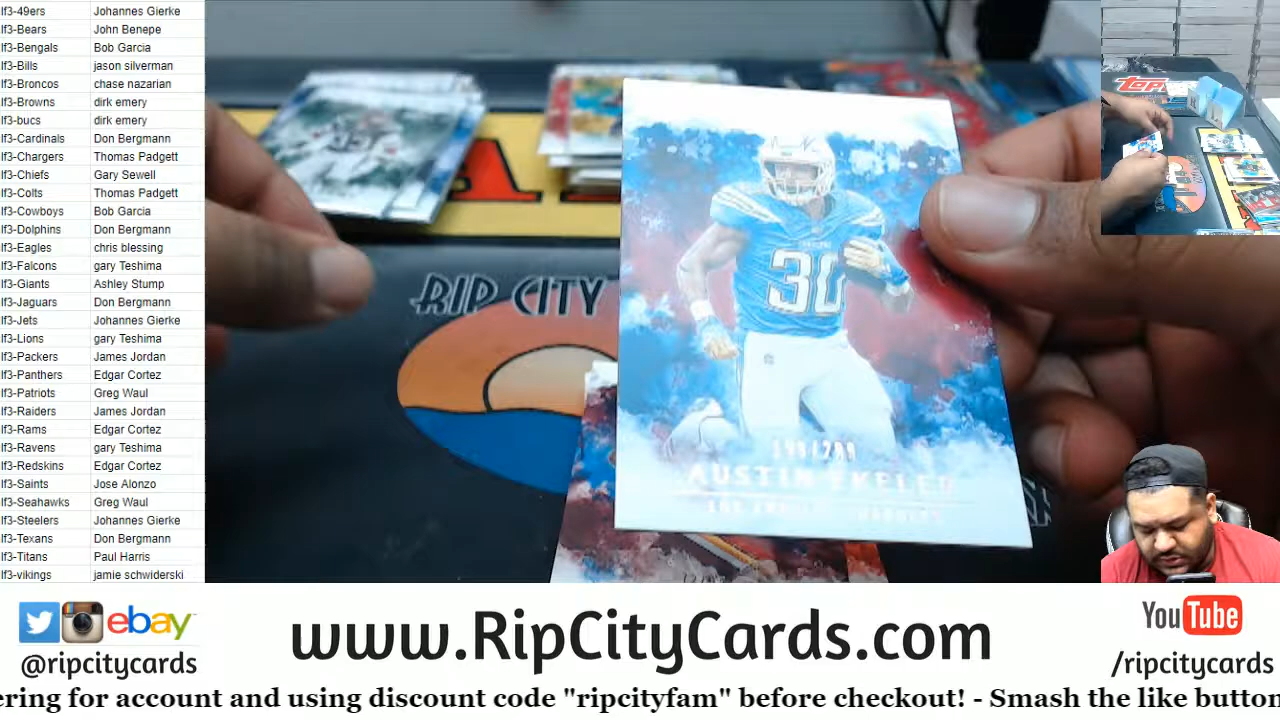 lf3-49ers Johannes Gierke
lf3-Bears John Benepe
lf3-Bengals Bob Garcia
lf3-Bills jason silverman
lf3-Broncos chase nazarian
lf3-Browns dirk emery
lf3-bucs dirk emery
lf3-Cardinals Don Bergmann
lf3-Chargers Thomas Padgett
lf3-Chiefs Gary Sewell
lf3-Colts Thomas Padgett
lf3-Cowboys Bob Garcia
lf3-Dolphins Don Bergmann
lf3-Eagles chris blessing
lf3-Falcons gary Teshima
lf3-Giants Ashley Stump
lf3-Jaguars Don Bergmann
lf3-Jets Johannes Gierke
lf3-Lions gary Teshima
lf3-Packers James Jordan
lf3-Panthers Edgar Cortez
lf3-Patriots Greg Waul
lf3-Raiders James Jordan
lf3-Rams Edgar Cortez
lf3-Ravens gary Teshima
lf3-Redskins Edgar Cortez
lf3-Saints Jose Alonzo
lf3-Seahawks Greg Waul
lf3-Steelers Johannes Gierke
lf3-Texans Don Bergmann
lf3-Titans Paul Harris
lf3-vikings jamie schwiderski
RIP CITY
30
AUSTIN EKELER
topps
ebay
@ripcitycards
www.RipCityCards.com
YouTube
/ripcitycards
ering for account and using discount code "ripcityfam" before checkout! - Smash the like button